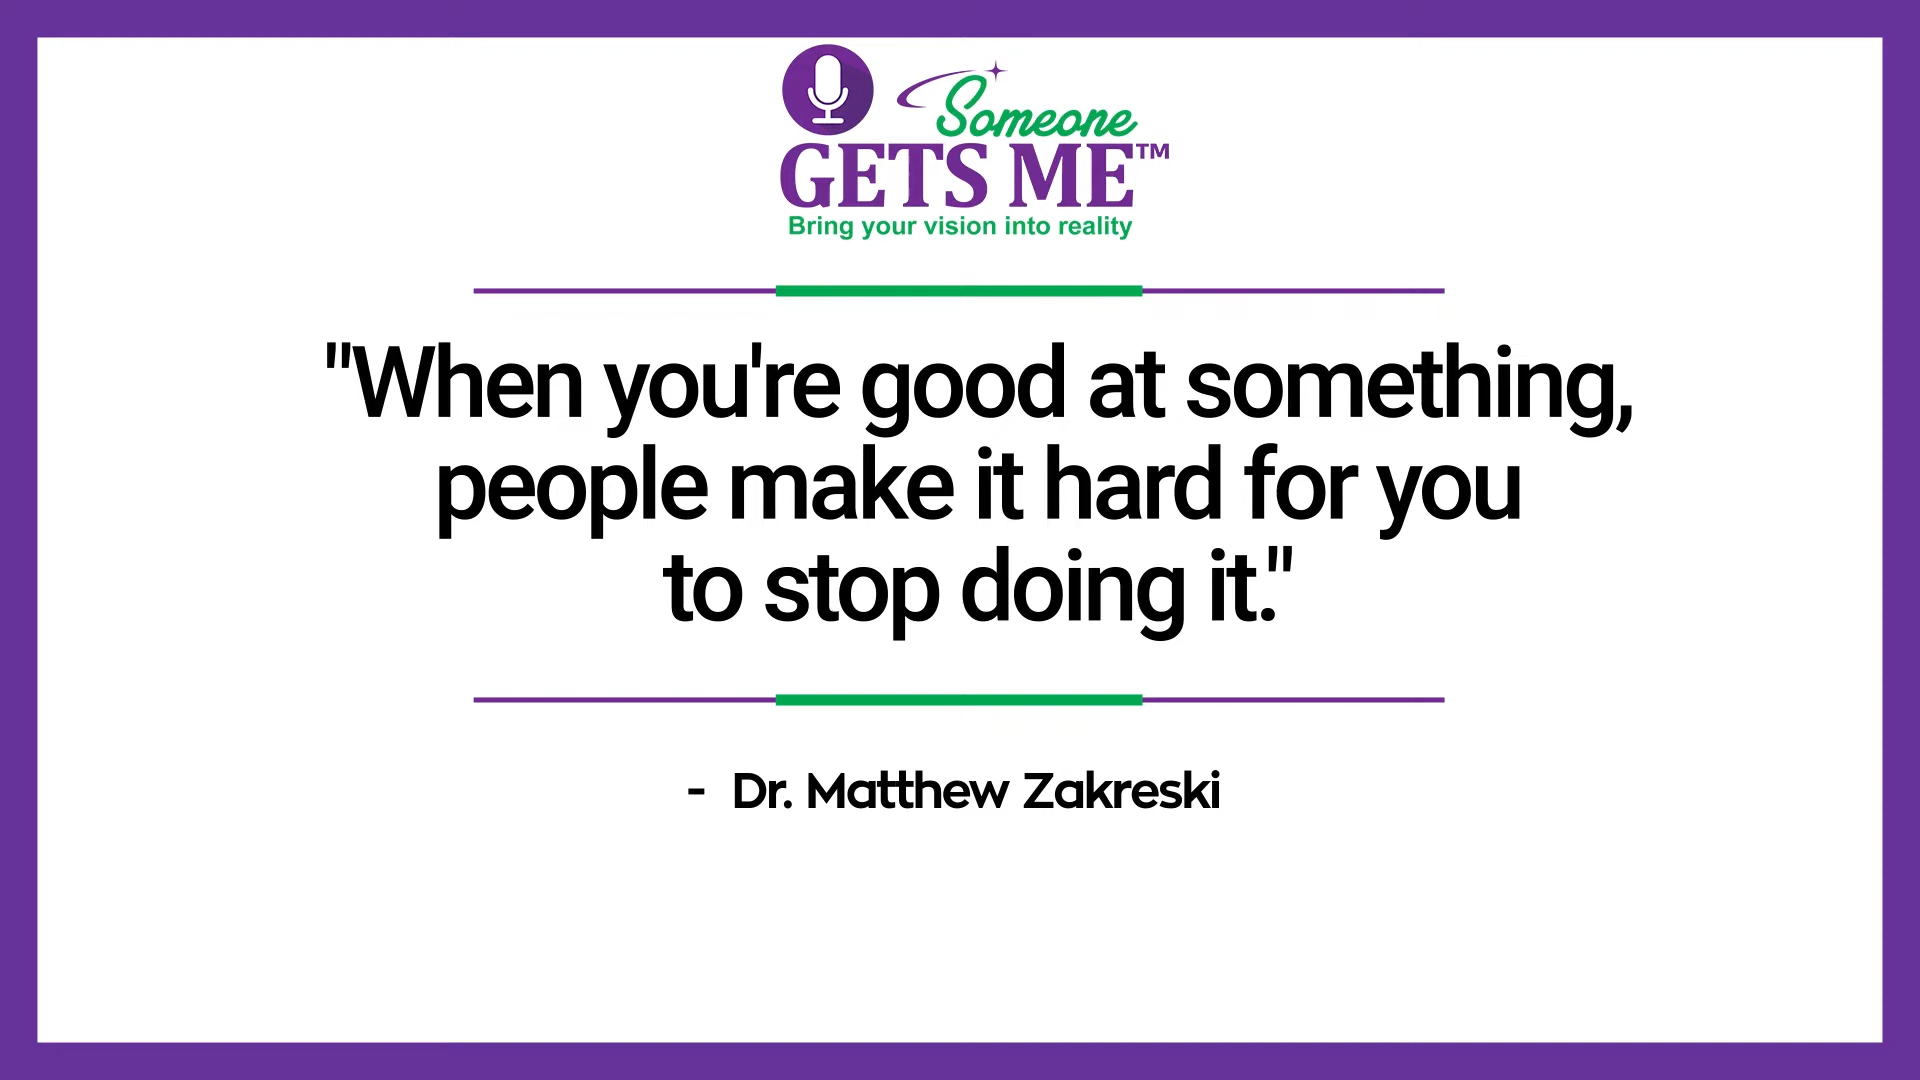 Someone
GETS ME™
Bring your vision into reality
"When you're good at something,
people make it hard for you
to stop doing it."
- Dr. Matthew Zakreski